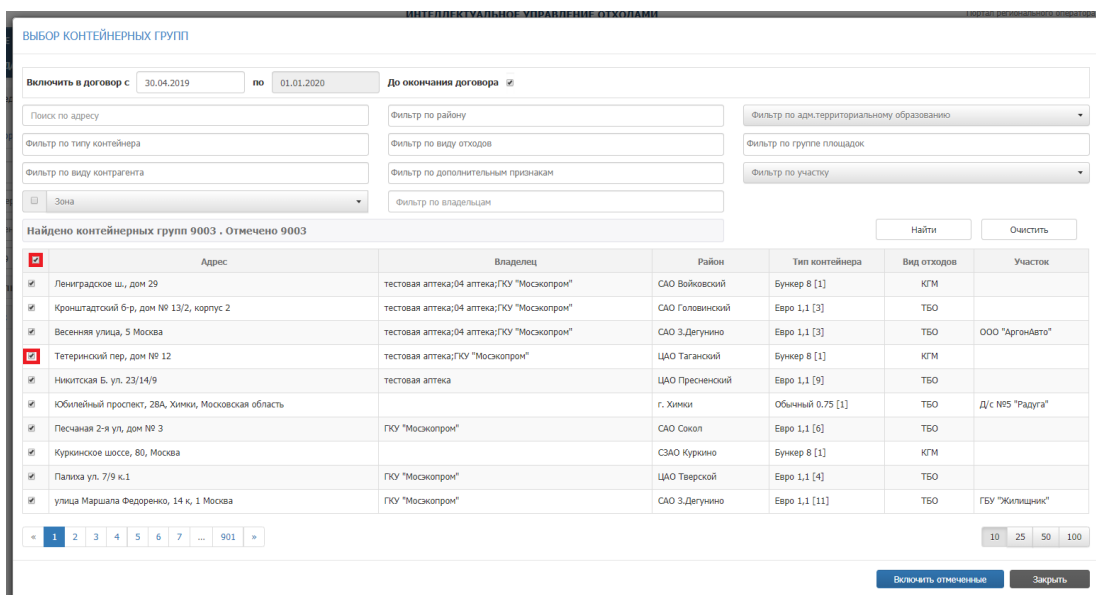 ИНТЕЛЛЕКТУАЛЬНОЕ УПРАВЛЕНИЕ ОТХОДАМИ
Портал регионального оператора
ВЫБОР КОНТЕЙНЕРНЫХ ГРУПП
Включить в договор с 30.04.2019 по 01.01.2020 До окончания договора
Поиск по адресу Фильтр по району Фильтр по адм.территориальному образованию
Фильтр по типу контейнера Фильтр по виду отходов Фильтр по группе площадок
Фильтр по виду контрагента Фильтр по дополнительным признакам Фильтр по участку
Зона Фильтр по владельцам
Найдено контейнерных групп 9003 . Отмечено 9003 Найти Очистить
Адрес Владелец Район Тип контейнера Вид отходов Участок
Лениградское ш., дом 29 тестовая аптека;04 аптека;ГКУ "Мосэкопром" САО Войковский Бункер 8 [1] КГМ
Кронштадтский б-р, дом № 13/2, корпус 2 тестовая аптека;04 аптека;ГКУ "Мосэкопром" САО Головинский Евро 1,1 [3] ТБО
Весенняя улица, 5 Москва тестовая аптека;04 аптека;ГКУ "Мосэкопром" САО З.Дегунино Евро 1,1 [3] ТБО ООО "АргонАвто"
Тетеринский пер, дом № 12 тестовая аптека;ГКУ "Мосэкопром" ЦАО Таганский Бункер 8 [1] КГМ
Никитская Б. ул. 23/14/9 тестовая аптека ЦАО Пресненский Евро 1,1 [9] ТБО
Юбилейный проспект, 28А, Химки, Московская область г. Химки Обычный 0.75 [1] ТБО Д/с №5 "Радуга"
Песчаная 2-я ул, дом № 3 ГКУ "Мосэкопром" САО Сокол Евро 1,1 [6] ТБО
Куркинское шоссе, 80, Москва СЗАО Куркино Бункер 8 [1] КГМ
Палиха ул. 7/9 к.1 ГКУ "Мосэкопром" ЦАО Тверской Евро 1,1 [4] ТБО
улица Маршала Федоренко, 14 к, 1 Москва ГКУ "Мосэкопром" САО З.Дегунино Евро 1,1 [11] ТБО ГБУ "Жилищник"
« 1 2 3 4 5 6 7 ... 901 » 10 25 50 100
Включить отмеченные Закрыть